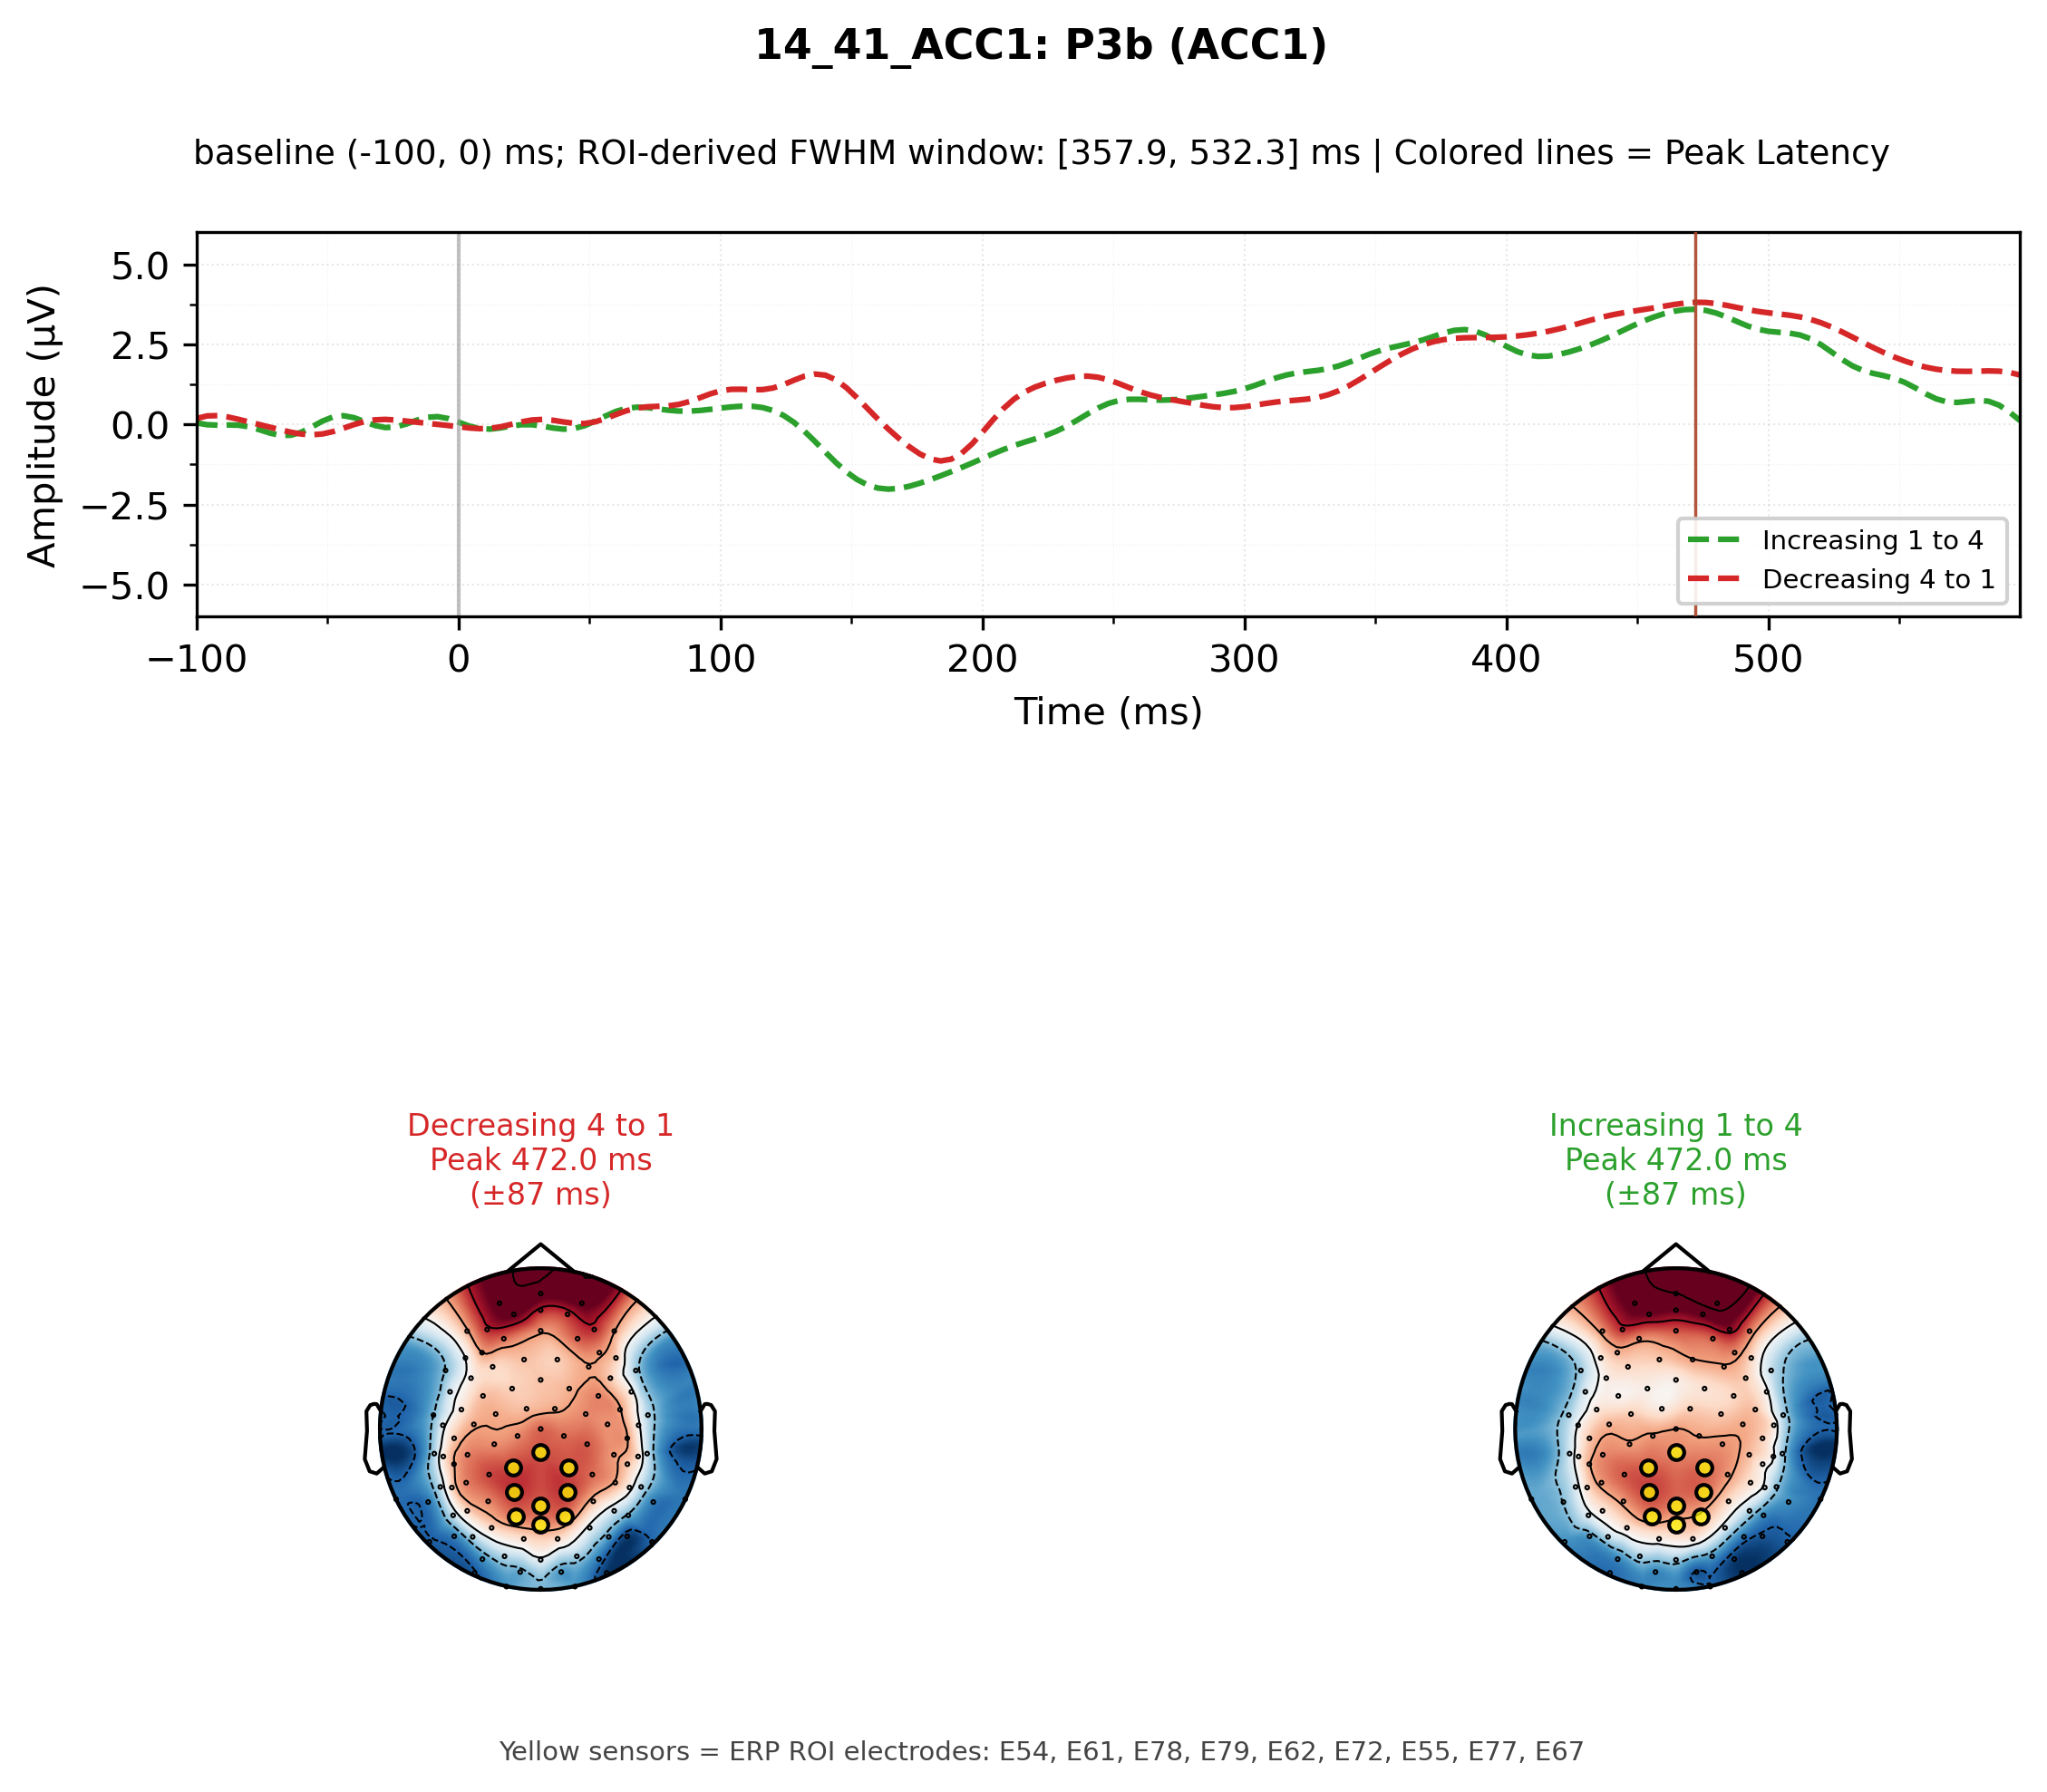 14_41_ACC1: P3b (ACC1)
baseline (-100, 0) ms; ROI-derived FWHM window: [357.9, 532.3] ms | Colored lines = Peak Latency
Amplitude (µV)
5.0
2.5
0.0
−2.5
−5.0
Increasing 1 to 4
Decreasing 4 to 1
−100
0
100
200
300
400
500
Time (ms)
Decreasing 4 to 1
Peak 472.0 ms
(±87 ms)
Increasing 1 to 4
Peak 472.0 ms
(±87 ms)
Yellow sensors = ERP ROI electrodes: E54, E61, E78, E79, E62, E72, E55, E77, E67